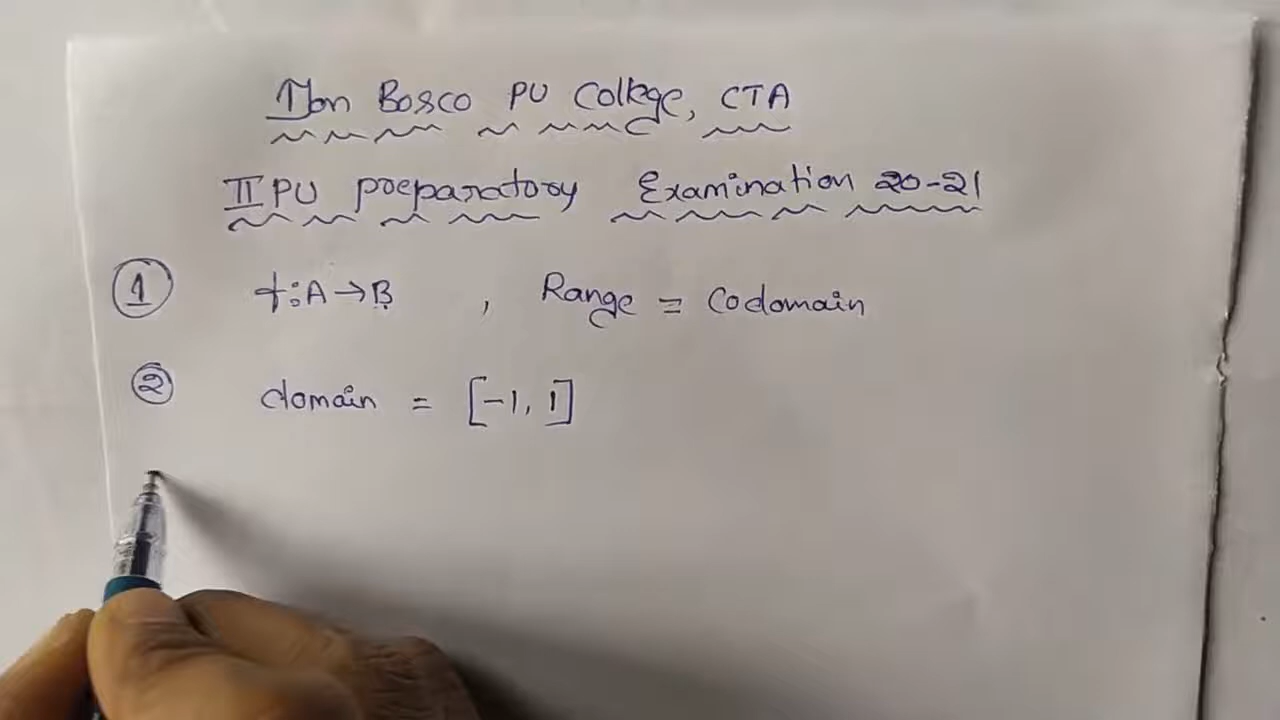 Don Bosco PU College, CTA
II PU preparatory Examination 20-21
① f:A→B , Range = Codomain
② domain = [-1, 1]